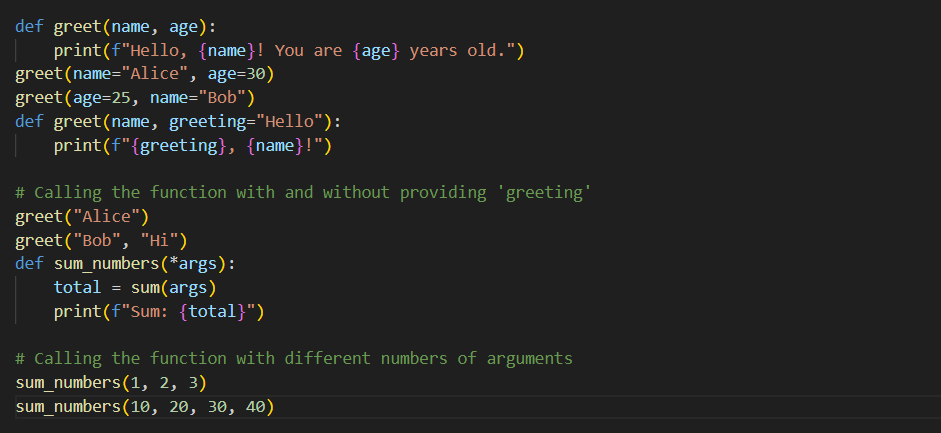 def greet(name, age):
    print(f"Hello, {name}! You are {age} years old.")
greet(name="Alice", age=30)
greet(age=25, name="Bob")
def greet(name, greeting="Hello"):
    print(f"{greeting}, {name}!")

# Calling the function with and without providing 'greeting'
greet("Alice")
greet("Bob", "Hi")
def sum_numbers(*args):
    total = sum(args)
    print(f"Sum: {total}")

# Calling the function with different numbers of arguments
sum_numbers(1, 2, 3)
sum_numbers(10, 20, 30, 40)